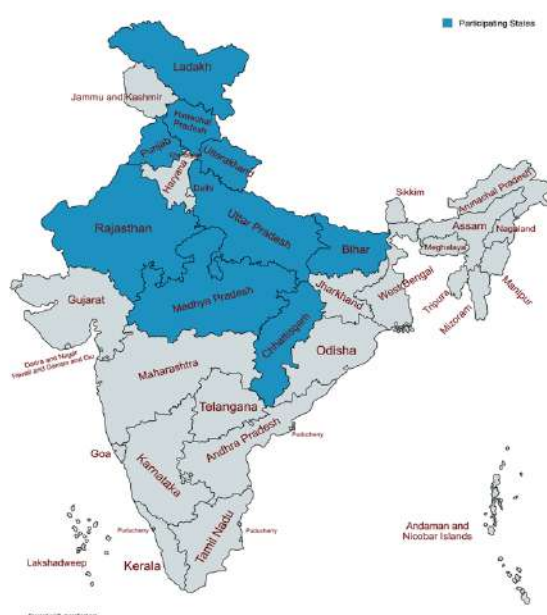 Participating States
Ladakh
Jammu and Kashmir
Himachal
Pradesh
Punjab
Uttarakhand
Haryana
Delhi
Sikkim
Arunachal Pradesh
Rajasthan
Uttar Pradesh
Assam
Nagaland
Bihar
Meghalaya
Gujarat
Madhya Pradesh
Jharkhand
West Bengal
Tripura
Manipur
Mizoram
Chhattisgarh
Odisha
Dadra and Nagar
Haveli and Daman and Diu
Maharashtra
Telangana
Andhra Pradesh
Puducherry
Goa
Karnataka
Puducherry
Puducherry
Andaman and
Nicobar Islands
Lakshadweep
Kerala
Tamil Nadu